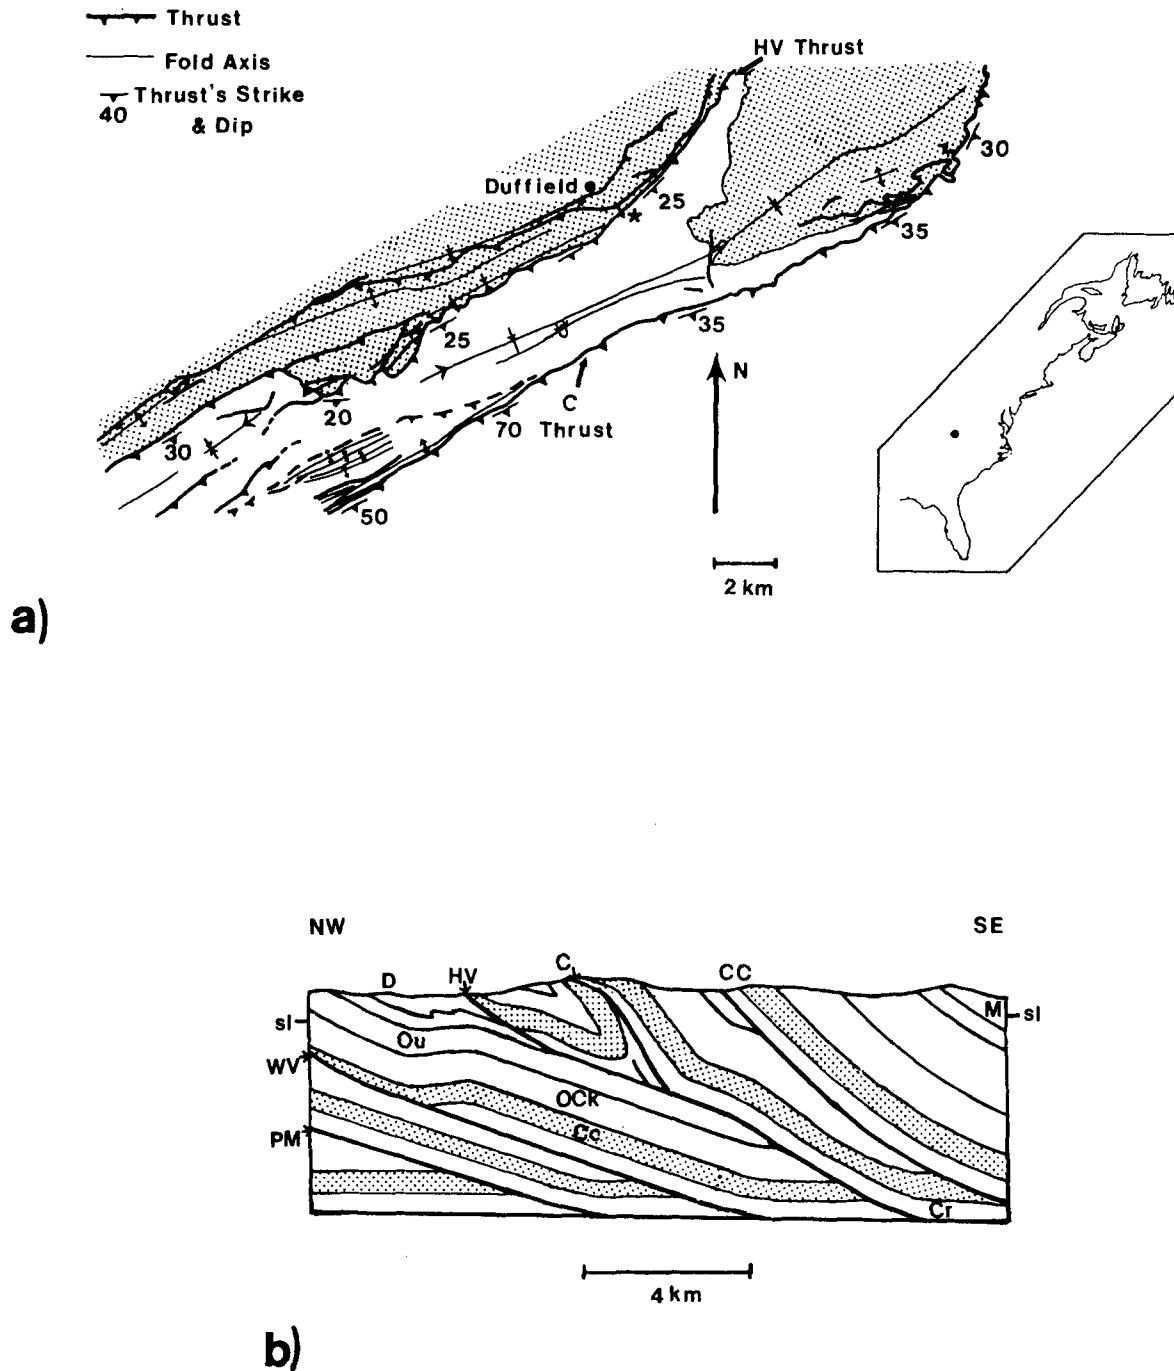 Thrust
Fold Axis
Thrust's Strike
40
& Dip
HV Thrust
30
Duffield
25
*
35
25
35
N
C
Thrust
20
70
30
50
2 km
a)
NW
SE
D
HV
C
CC
M
sl
sl
Ou
WV
OCk
Єc
PM
Cr
4 km
b)